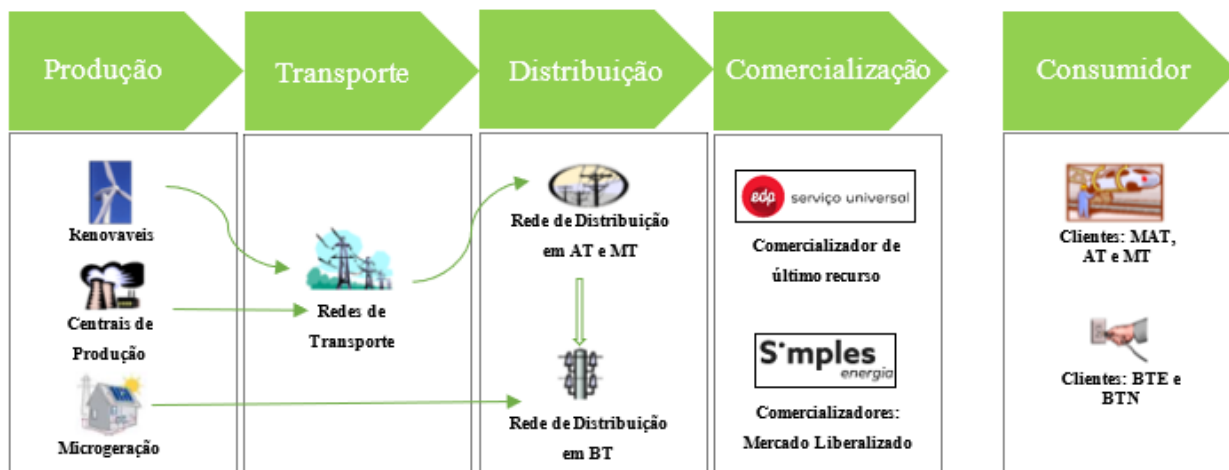 Produção
Transporte
Distribuição
Comercialização
Consumidor
Renovaveis
Centrais de
Produção
Microgeração
Redes de
Transporte
Rede de Distribuição
em AT e MT
Rede de Distribuição
em BT
edp serviço universal
Comercializador de
último recurso
Simples
energia
Comercializadores:
Mercado Liberalizado
Clientes: MAT,
AT e MT
Clientes: BTE e
BTN